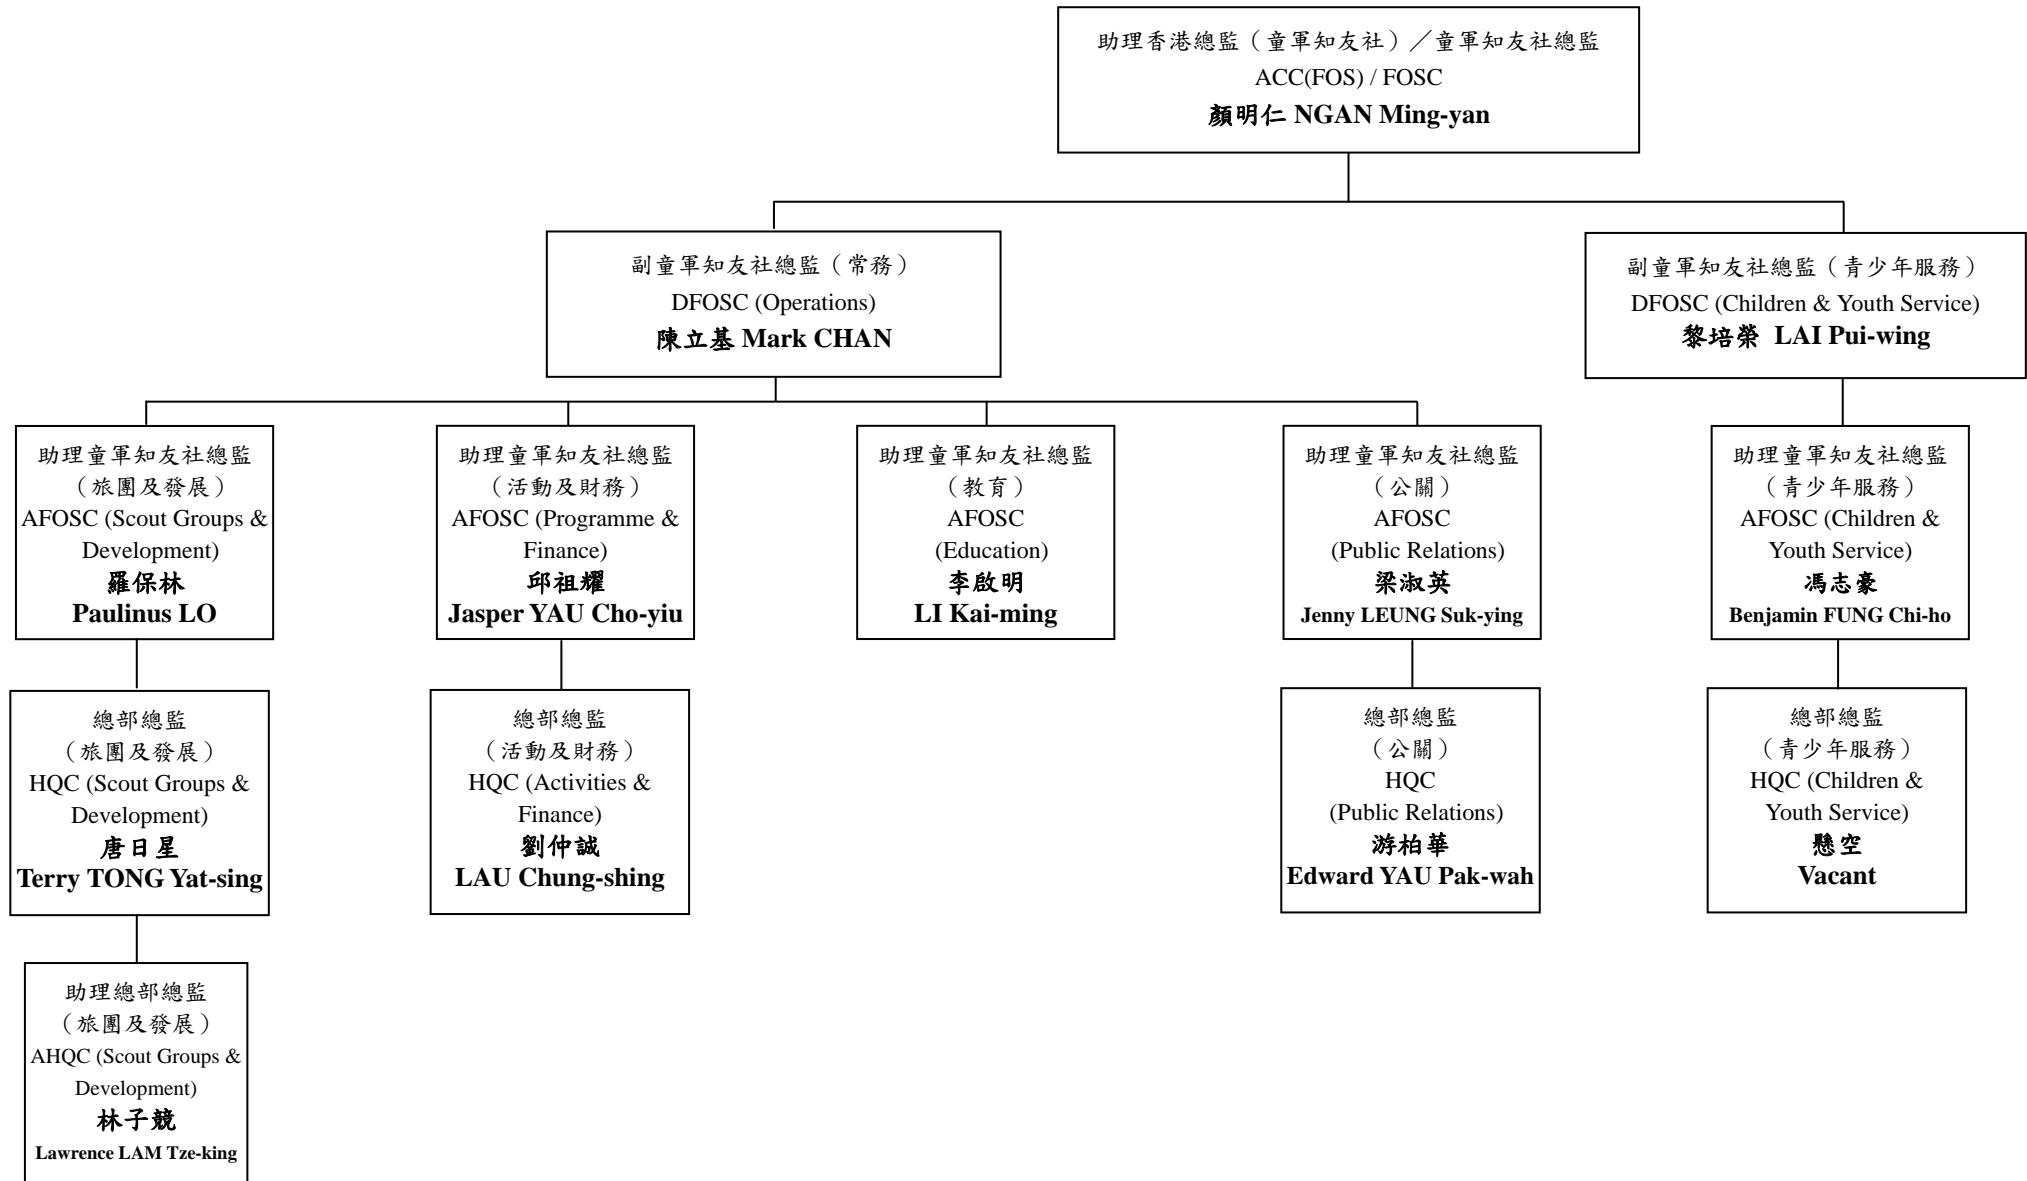 助理香港總監（童軍知友社）／童軍知友社總監
ACC(FOS) / FOSC
顏明仁 NGAN Ming-yan
副童軍知友社總監（常務）
DFOSC (Operations)
陳立基 Mark CHAN
副童軍知友社總監（青少年服務）
DFOSC (Children & Youth Service)
黎培榮 LAI Pui-wing
助理童軍知友社總監
（旅團及發展）
AFOSC (Scout Groups &
Development)
羅保林
Paulinus LO
助理童軍知友社總監
（活動及財務）
AFOSC (Programme &
Finance)
邱祖耀
Jasper YAU Cho-yiu
助理童軍知友社總監
（教育）
AFOSC
(Education)
李啟明
LI Kai-ming
助理童軍知友社總監
（公關）
AFOSC
(Public Relations)
梁淑英
Jenny LEUNG Suk-ying
助理童軍知友社總監
（青少年服務）
AFOSC (Children &
Youth Service)
馮志豪
Benjamin FUNG Chi-ho
總部總監
（旅團及發展）
HQC (Scout Groups &
Development)
唐日星
Terry TONG Yat-sing
總部總監
（活動及財務）
HQC (Activities &
Finance)
劉仲誠
LAU Chung-shing
總部總監
（公關）
HQC
(Public Relations)
游柏華
Edward YAU Pak-wah
總部總監
（青少年服務）
HQC (Children &
Youth Service)
懸空
Vacant
助理總部總監
（旅團及發展）
AHQC (Scout Groups &
Development)
林子競
Lawrence LAM Tze-king